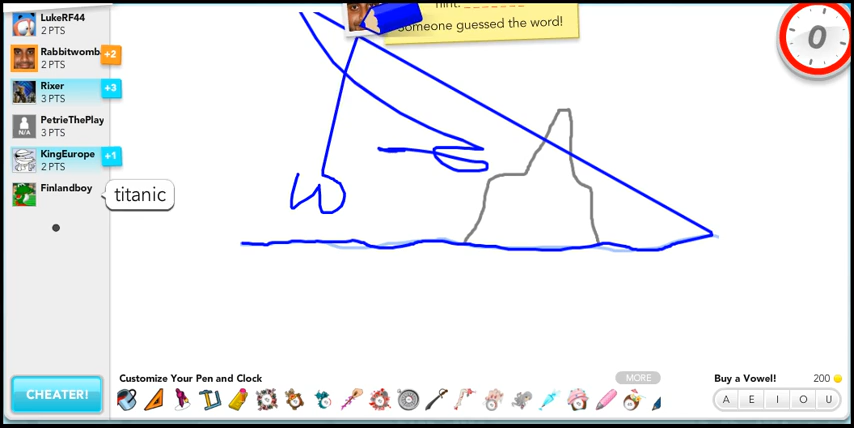 LukeRF44
2 PTS
hint: _ _ _ _ _ _ _
Someone guessed the word!
0
Rabbitwomb
2 PTS
+2
Rixer
3 PTS
+3
N/A
PetrieThePlay
3 PTS
KingEurope
2 PTS
+1
Finlandboy
titanic
Customize Your Pen and Clock
MORE
Buy a Vowel!
200
CHEATER!
A E I O U